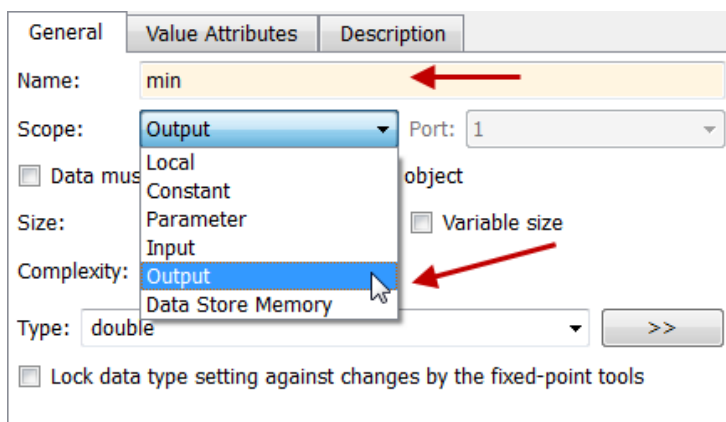 General Value Attributes Description
Name: min
Scope: Output Port: 1
Local
Data mus object
Constant
Size: Parameter Variable size
Input
Complexity: Output
Data Store Memory
Type: double >>
Lock data type setting against changes by the fixed-point tools